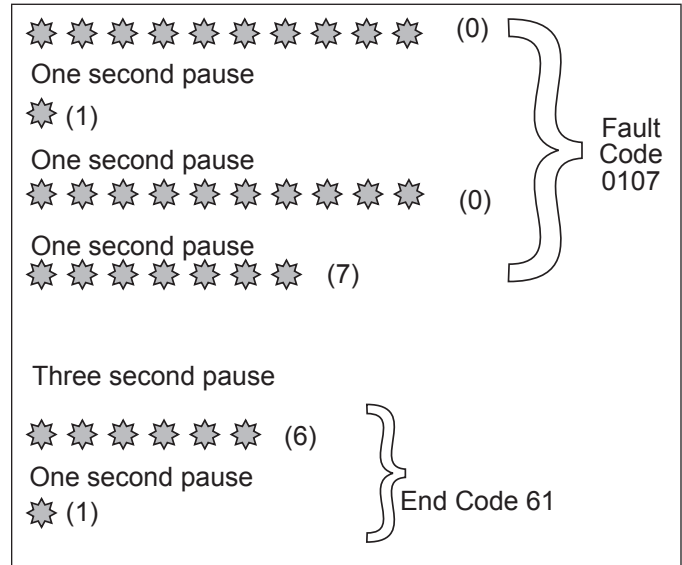 (0)
One second pause
(1)
One second pause
(0)
One second pause
(7)
Fault
Code
0107
Three second pause
(6)
One second pause
(1)
End Code 61